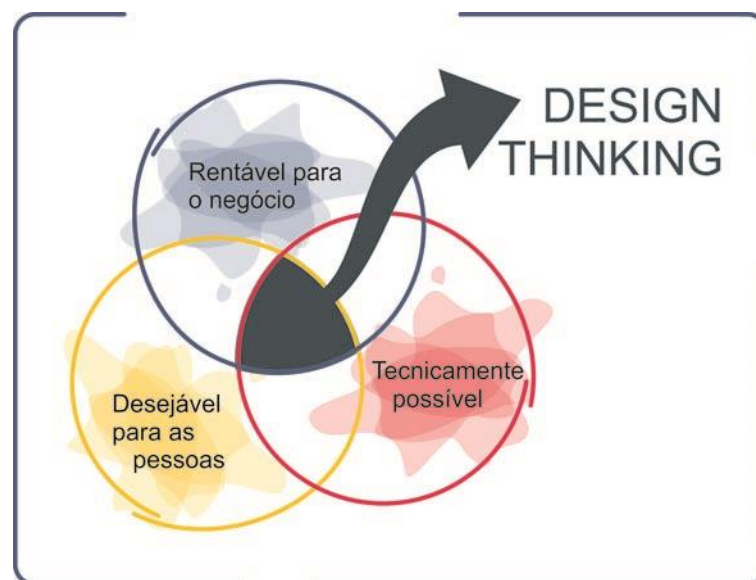 DESIGN
THINKING
Rentável para
o negócio
Tecnicamente
possível
Desejável
para as
pessoas